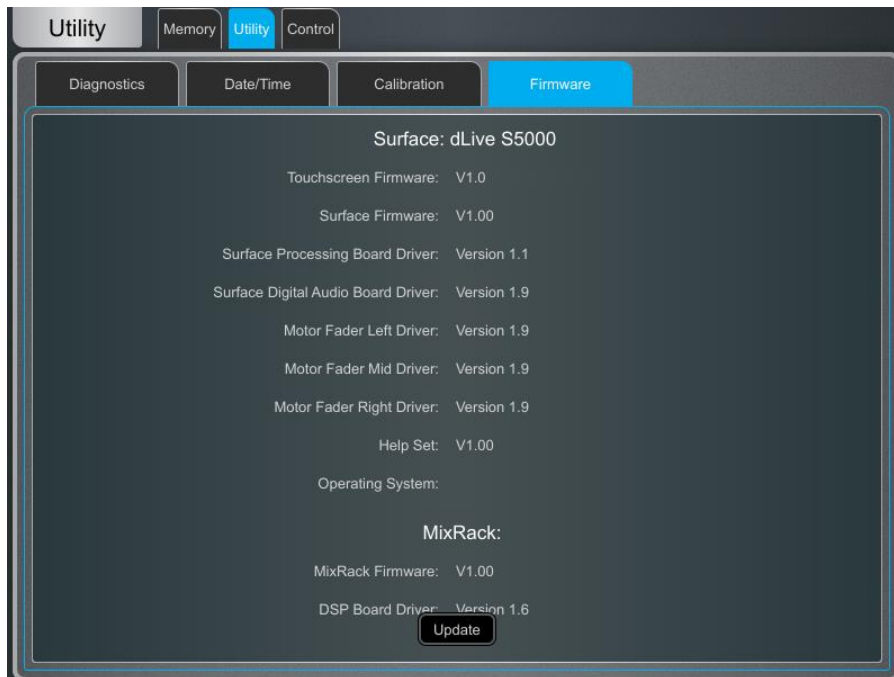 Utility Memory Utility Control
Diagnostics Date/Time Calibration Firmware
Surface: dLive S5000
Touchscreen Firmware: V1.0
Surface Firmware: V1.00
Surface Processing Board Driver: Version 1.1
Surface Digital Audio Board Driver: Version 1.9
Motor Fader Left Driver: Version 1.9
Motor Fader Mid Driver: Version 1.9
Motor Fader Right Driver: Version 1.9
Help Set: V1.00
Operating System:
MixRack:
MixRack Firmware: V1.00
DSP Board Driver: Version 1.6
Update